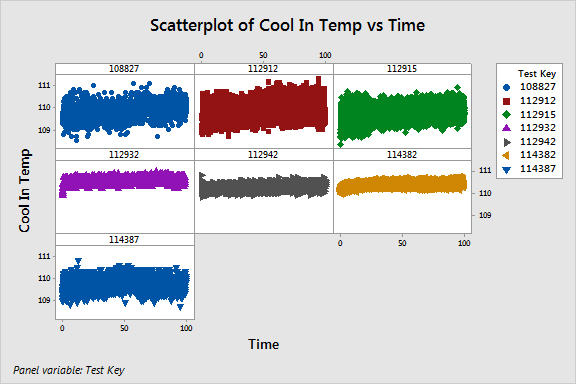 Scatterplot of Cool In Temp vs Time
0 50 100
108827 112912 112915
111
110
109
112932 112942 114382
111
110
109
0 50 100
114387
111
110
109
0 50 100
Cool In Temp
Time
Test Key
108827
112912
112915
112932
112942
114382
114387
Panel variable: Test Key